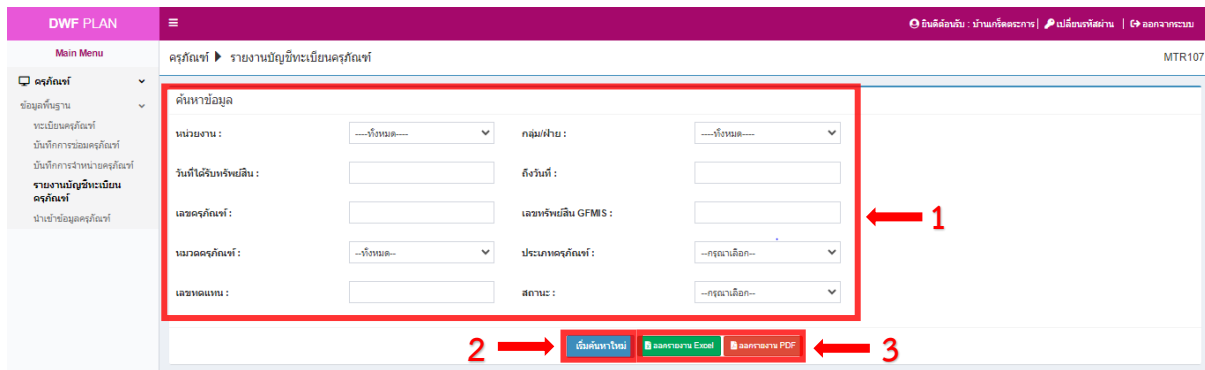 DWF PLAN
ยินดีต้อนรับ : บ้านเกร็ดตระการ | เปลี่ยนรหัสผ่าน | ออกจากระบบ
Main Menu
ครุภัณฑ์ ▶ รายงานบัญชีทะเบียนครุภัณฑ์
MTR107
ครุภัณฑ์
ข้อมูลพื้นฐาน
ทะเบียนครุภัณฑ์
บันทึกการซ่อมครุภัณฑ์
บันทึกการจำหน่ายครุภัณฑ์
รายงานบัญชีทะเบียน
ครุภัณฑ์
นำเข้าข้อมูลครุภัณฑ์
ค้นหาข้อมูล
หน่วยงาน : ----ทั้งหมด---- กลุ่ม/ฝ่าย : ----ทั้งหมด----
วันที่ได้รับทรัพย์สิน : ถึงวันที่ :
เลขครุภัณฑ์ : เลขทรัพย์สิน GFMIS :
1
หมวดครุภัณฑ์ : --ทั้งหมด-- ประเภทครุภัณฑ์ : --กรุณาเลือก--
เลขทดแทน : สถานะ : --กรุณาเลือก--
2 เริ่มค้นหาใหม่ ออกรายงาน Excel ออกรายงาน PDF 3